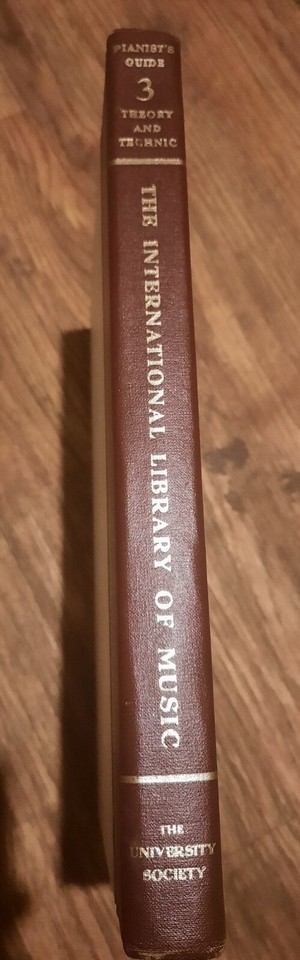 PIANIST'S
GUIDE
3
THEORY
AND
TECHNIC
THE INTERNATIONAL LIBRARY OF MUSIC
THE
UNIVERSITY
SOCIETY